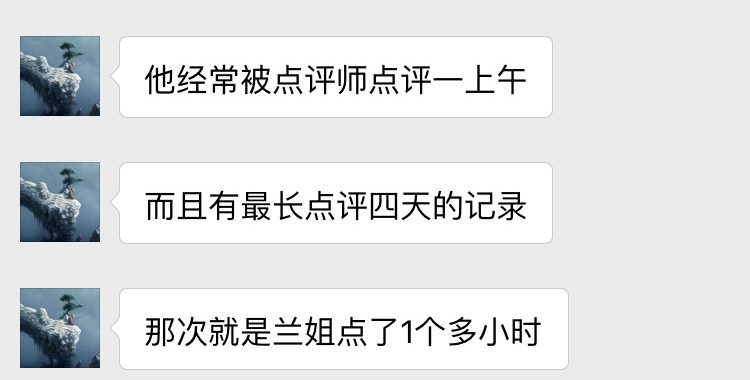 他经常被点评师点评一上午
而且有最长点评四天的记录
那次就是兰姐点了1个多小时